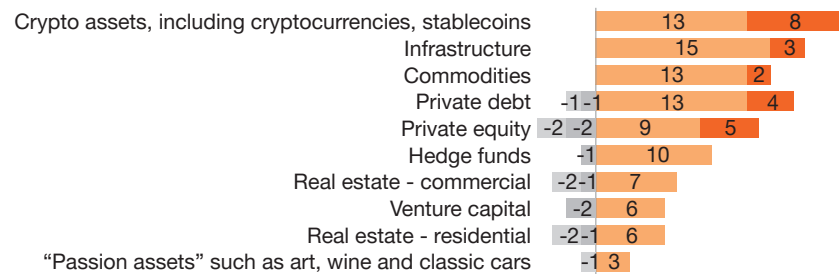 Crypto assets, including cryptocurrencies, stablecoins 13 8
Infrastructure 15 3
Commodities 13 2
Private debt -1 -1 13 4
Private equity -2 -2 9 5
Hedge funds -1 10
Real estate - commercial -2 -1 7
Venture capital -2 6
Real estate - residential -2 -1 6
“Passion assets” such as art, wine and classic cars -1 3